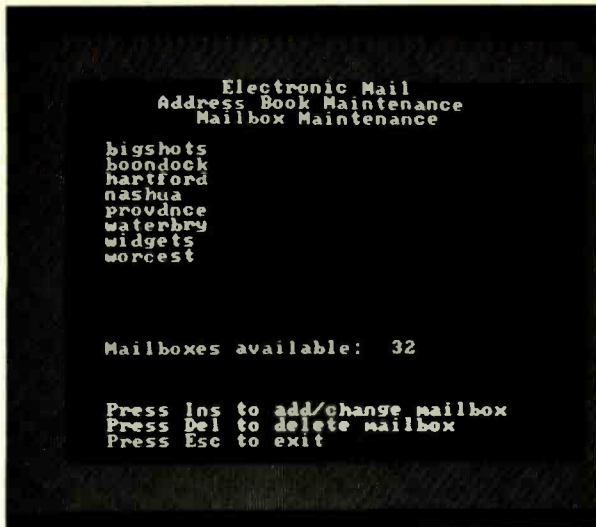 Electronic Mail
Address Book Maintenance
Mailbox Maintenance
bigshots
boondock
hartford
nashua
provdnce
waterbry
widgets
worcest
Mailboxes available: 32
Press Ins to add/change mailbox
Press Del to delete mailbox
Press Esc to exit